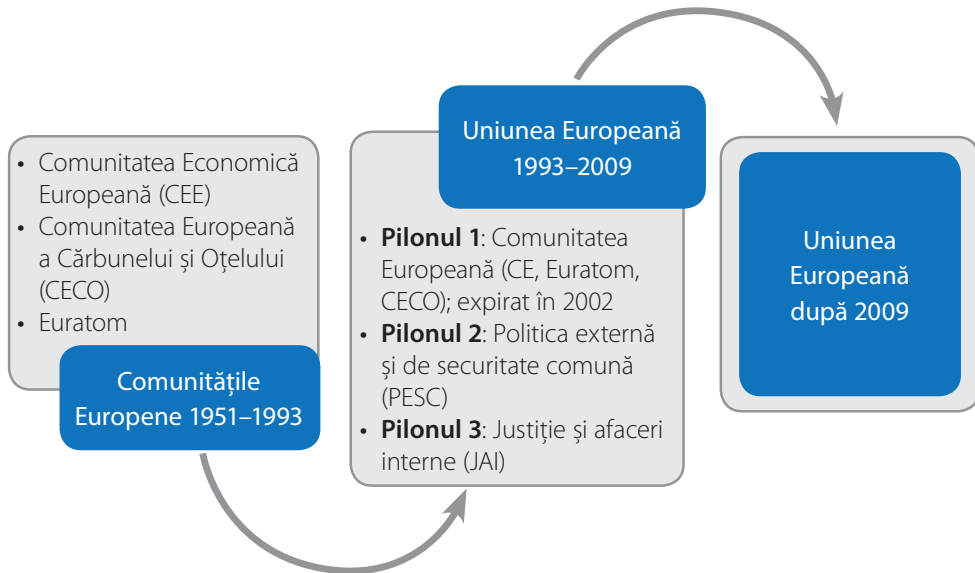 • Comunitatea Economică
Europeană (CEE)
• Comunitatea Europeană
a Cărbunelui și Oțelului
(CECO)
• Euratom
Comunitățile
Europene 1951–1993
Uniunea Europeană
1993–2009
• Pilonul 1: Comunitatea
Europeană (CE, Euratom,
CECO); expirat în 2002
• Pilonul 2: Politica externă
și de securitate comună
(PESC)
• Pilonul 3: Justiție și afaceri
interne (JAI)
Uniunea
Europeană
după 2009